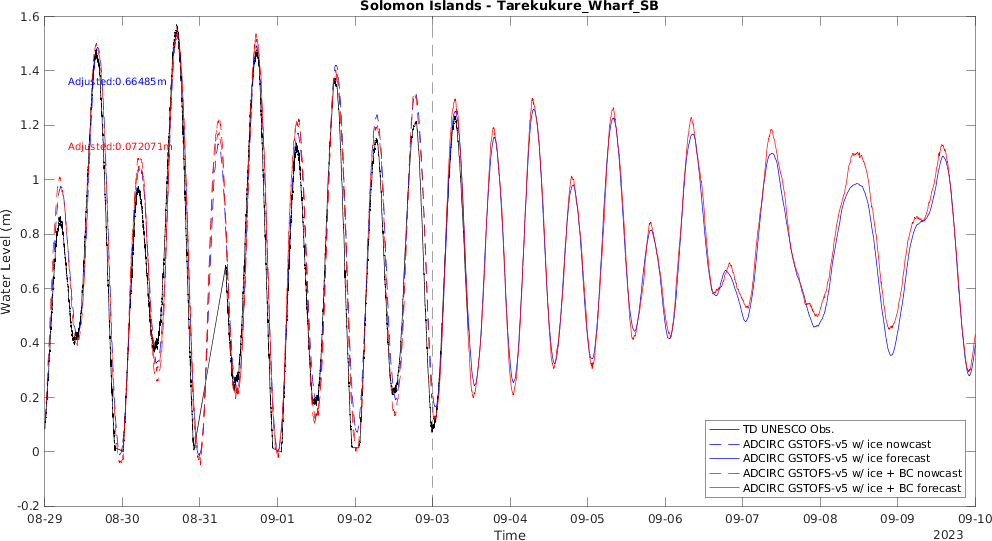 Solomon Islands - Tarekukure_Wharf_SB
1.6
1.4
1.2
1
0.8
0.6
0.4
0.2
0
-0.2
Water Level (m)
Adjusted:0.66485m
Adjusted:0.072071m
TD UNESCO Obs.
ADCIRC GSTOFS-v5 w/ ice nowcast
ADCIRC GSTOFS-v5 w/ ice forecast
ADCIRC GSTOFS-v5 w/ ice + BC nowcast
ADCIRC GSTOFS-v5 w/ ice + BC forecast
08-29 08-30 08-31 09-01 09-02 09-03 09-04 09-05 09-06 09-07 09-08 09-09 09-10
Time
2023